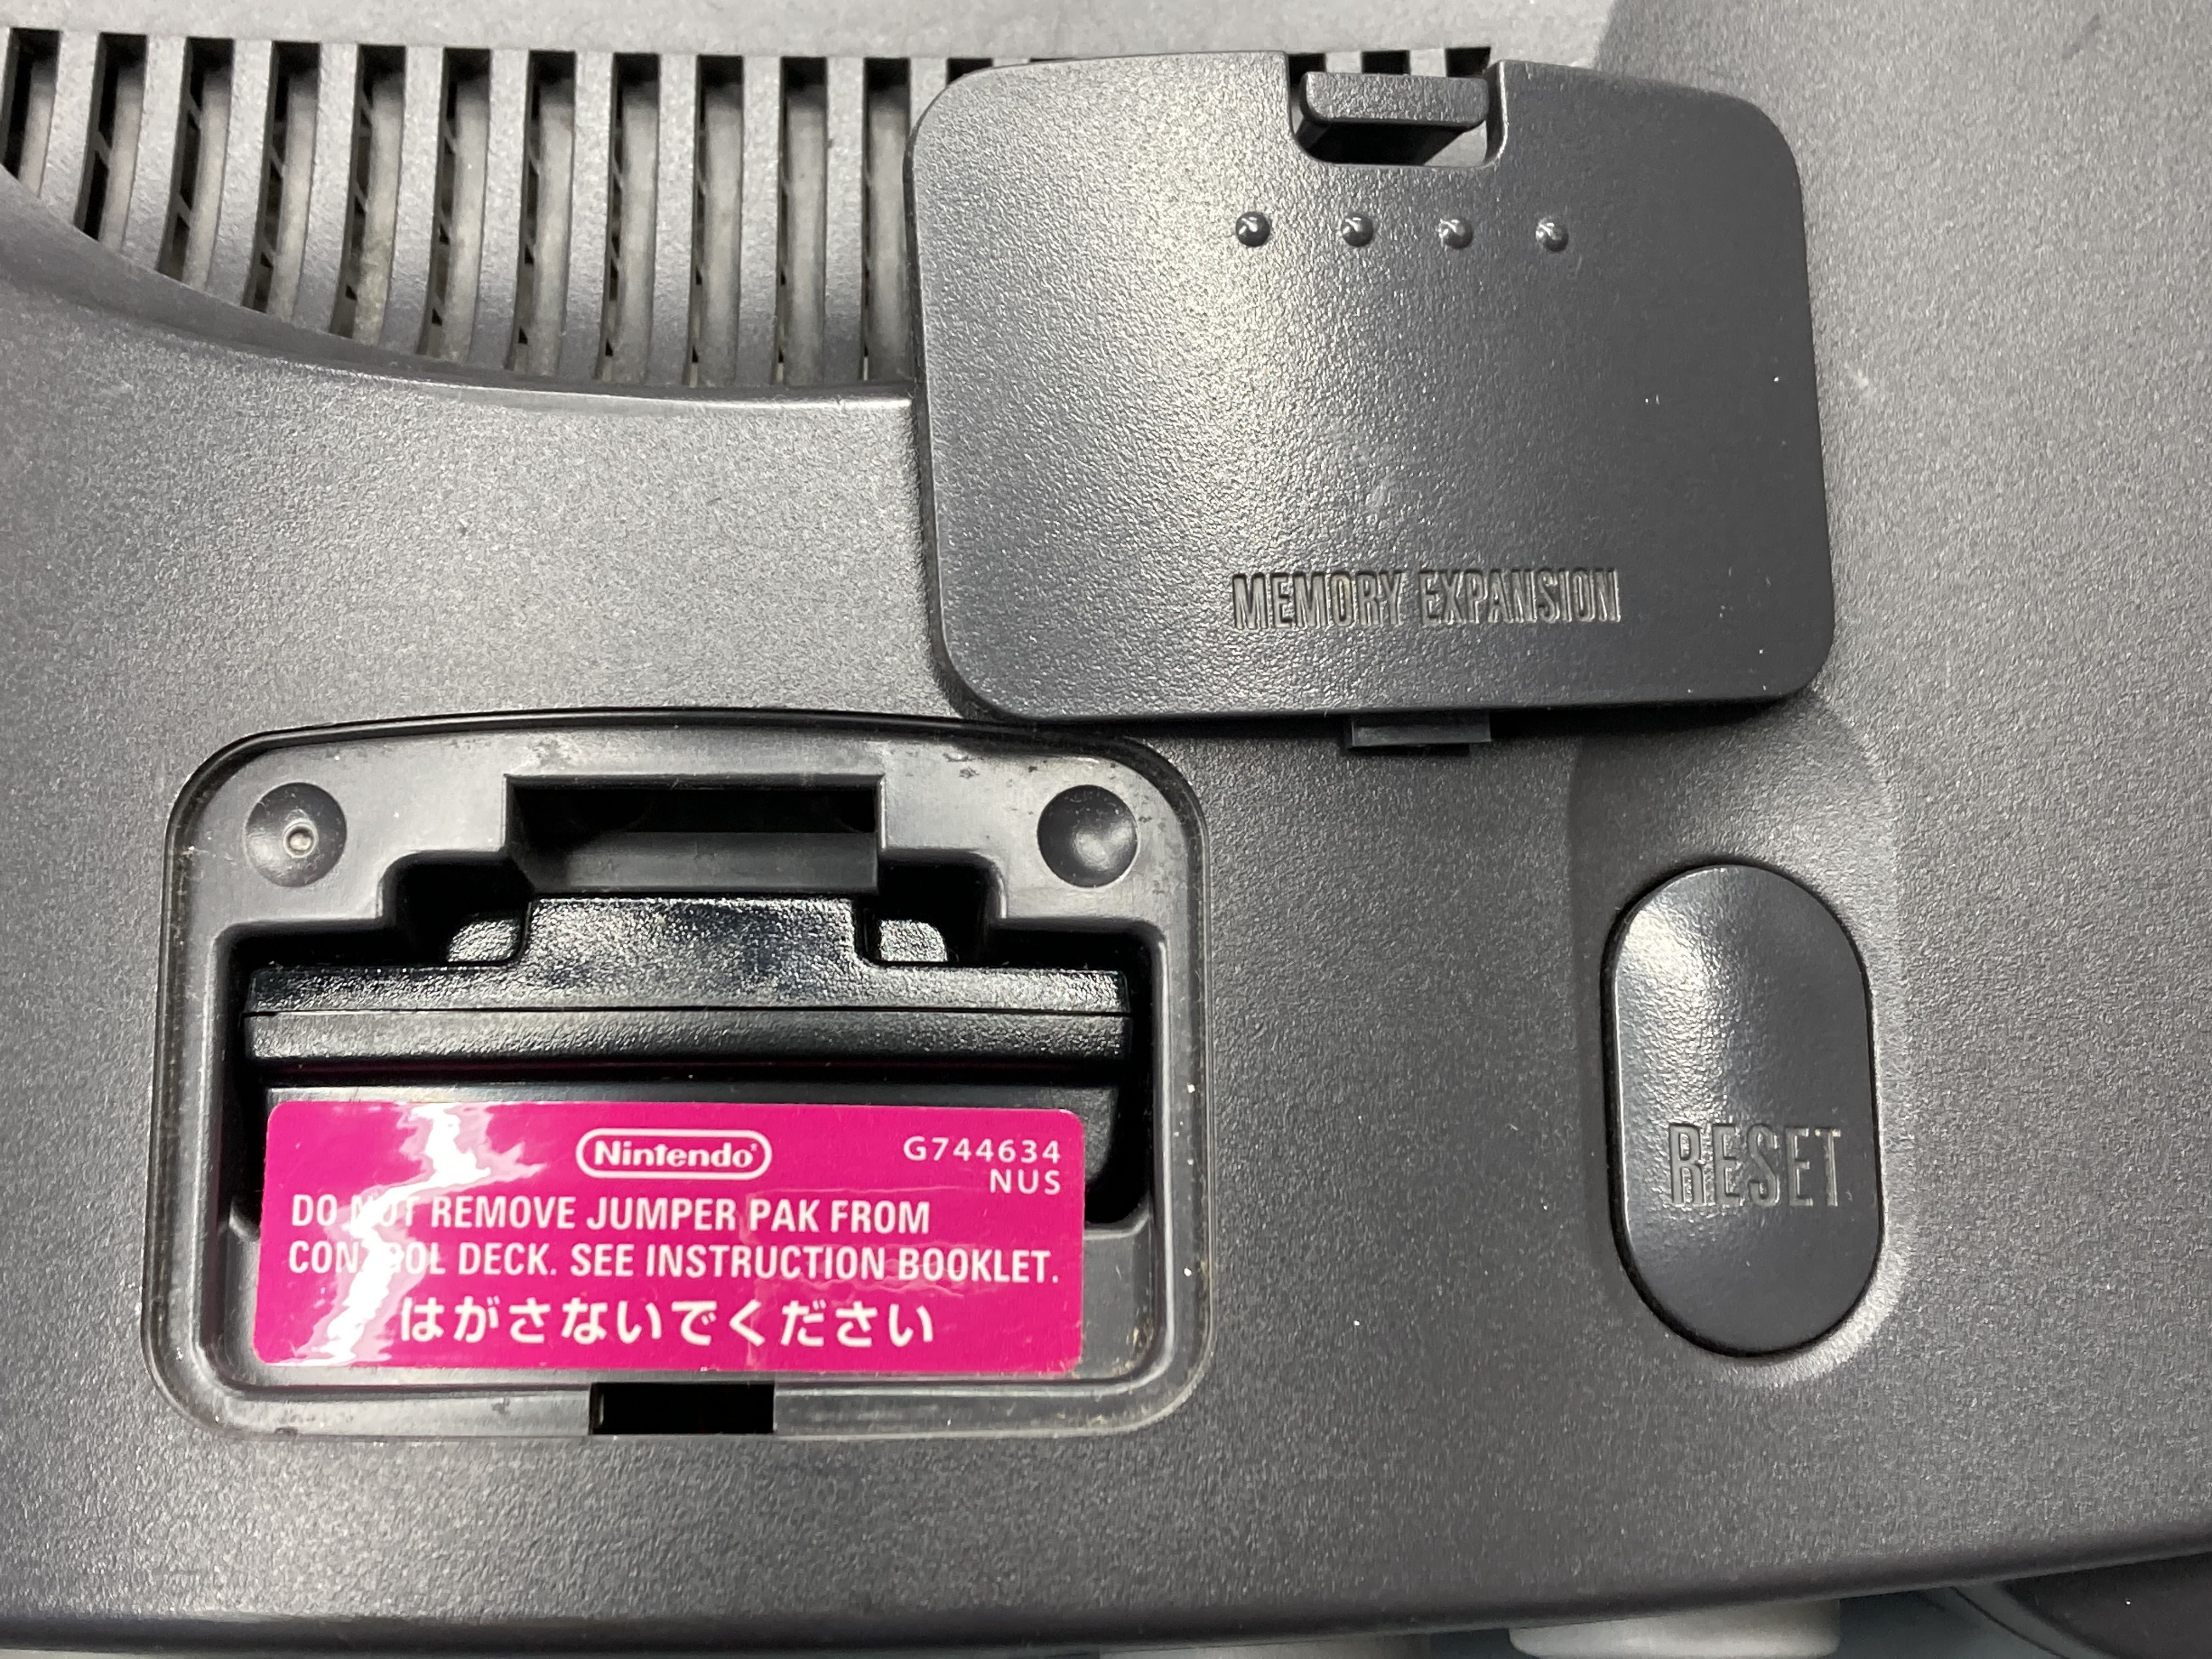 MEMORY EXPANSION
RESET
Nintendo
G744634
NUS
DO NOT REMOVE JUMPER PAK FROM
CONTROL DECK. SEE INSTRUCTION BOOKLET.
はがさないでください